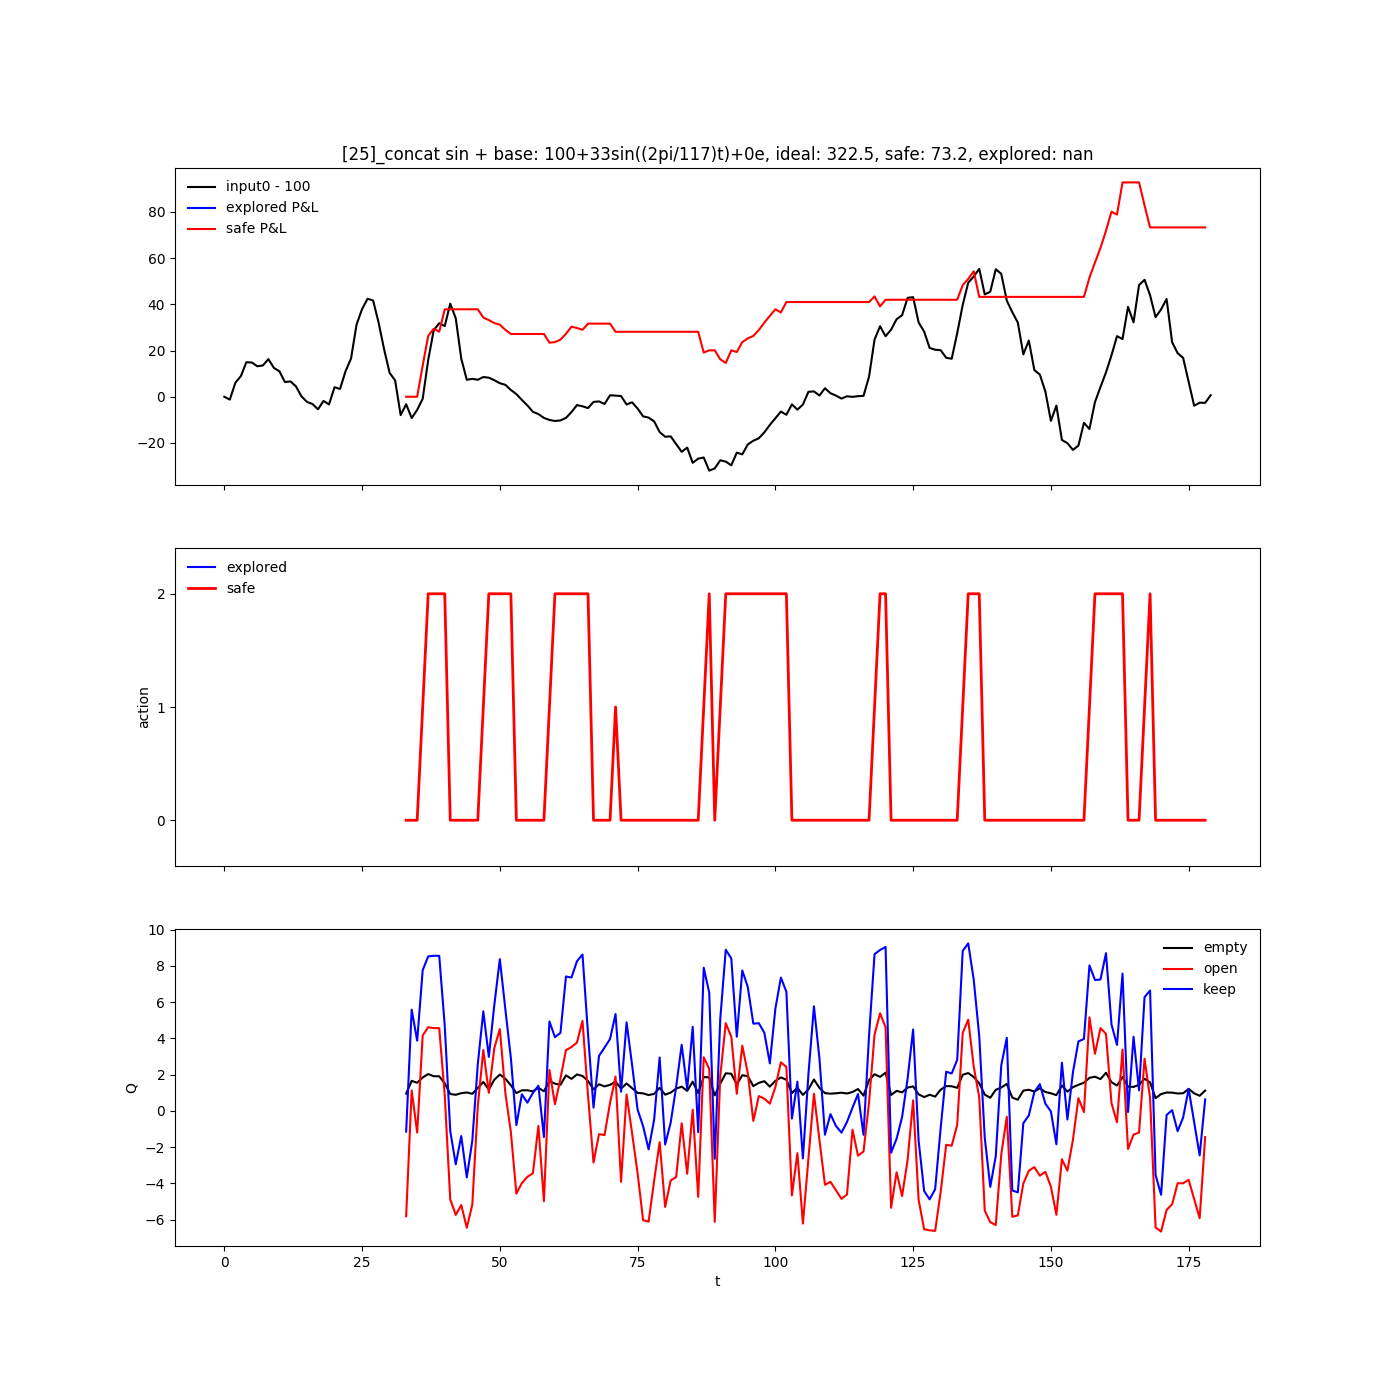 [25]_concat sin + base: 100+33sin((2pi/117)t)+0e, ideal: 322.5, safe: 73.2, explored: nan
input0 - 100
explored P&L
safe P&L
80
60
40
20
0
−20
explored
safe
2
1
0
action
empty
open
keep
10
8
6
4
2
0
−2
−4
−6
Q
0 25 50 75 100 125 150 175
t